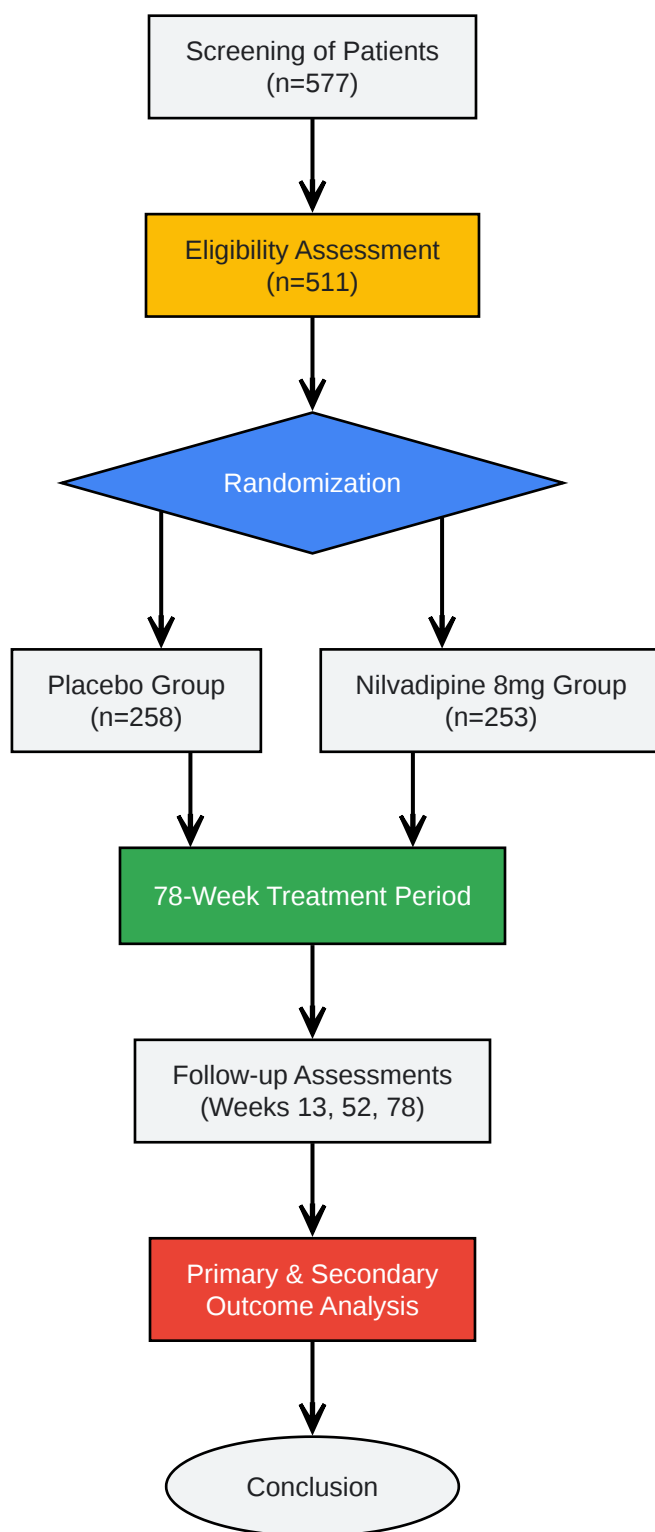 Screening of Patients
(n=577)
Eligibility Assessment
(n=511)
Randomization
Placebo Group
(n=258)
Nilvadipine 8mg Group
(n=253)
78-Week Treatment Period
Follow-up Assessments
(Weeks 13, 52, 78)
Primary & Secondary
Outcome Analysis
Conclusion